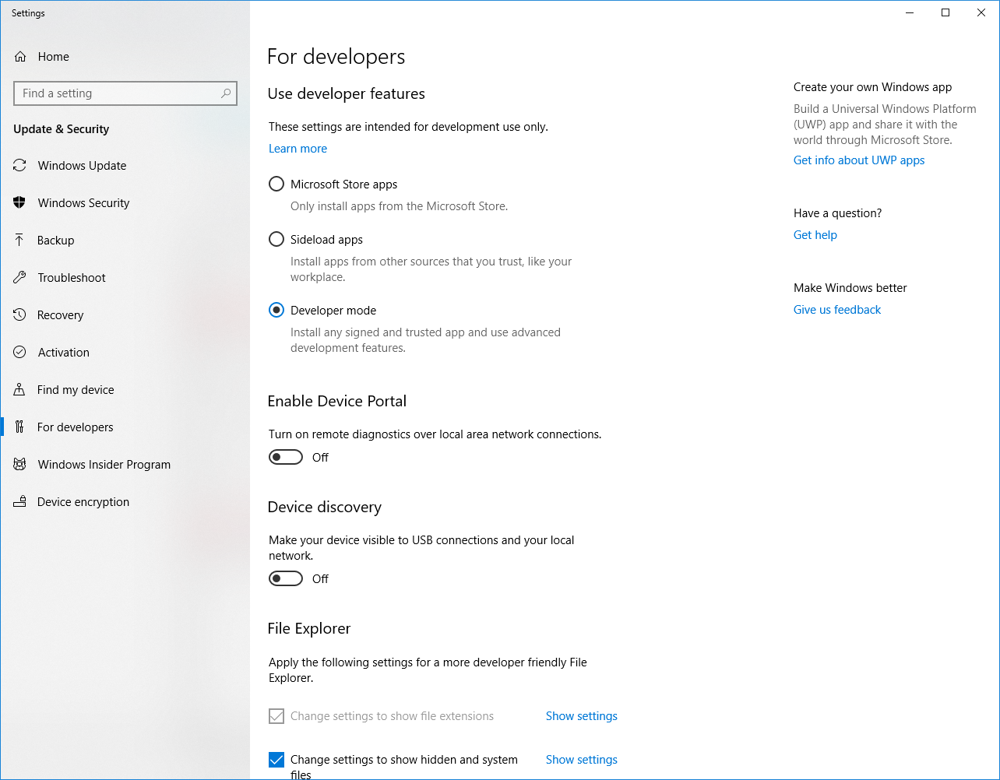 Settings
Home
Find a setting
Update & Security
Windows Update
Windows Security
Backup
Troubleshoot
Recovery
Activation
Find my device
For developers
Windows Insider Program
Device encryption
For developers
Use developer features
These settings are intended for development use only.
Learn more
Microsoft Store apps
Only install apps from the Microsoft Store.
Sideload apps
Install apps from other sources that you trust, like your
workplace.
Developer mode
Install any signed and trusted app and use advanced
development features.
Enable Device Portal
Turn on remote diagnostics over local area network connections.
Off
Device discovery
Make your device visible to USB connections and your local
network.
Off
File Explorer
Apply the following settings for a more developer friendly File
Explorer.
Change settings to show file extensions
Show settings
Change settings to show hidden and system
files
Show settings
Create your own Windows app
Build a Universal Windows Platform
(UWP) app and share it with the
world through Microsoft Store.
Get info about UWP apps
Have a question?
Get help
Make Windows better
Give us feedback